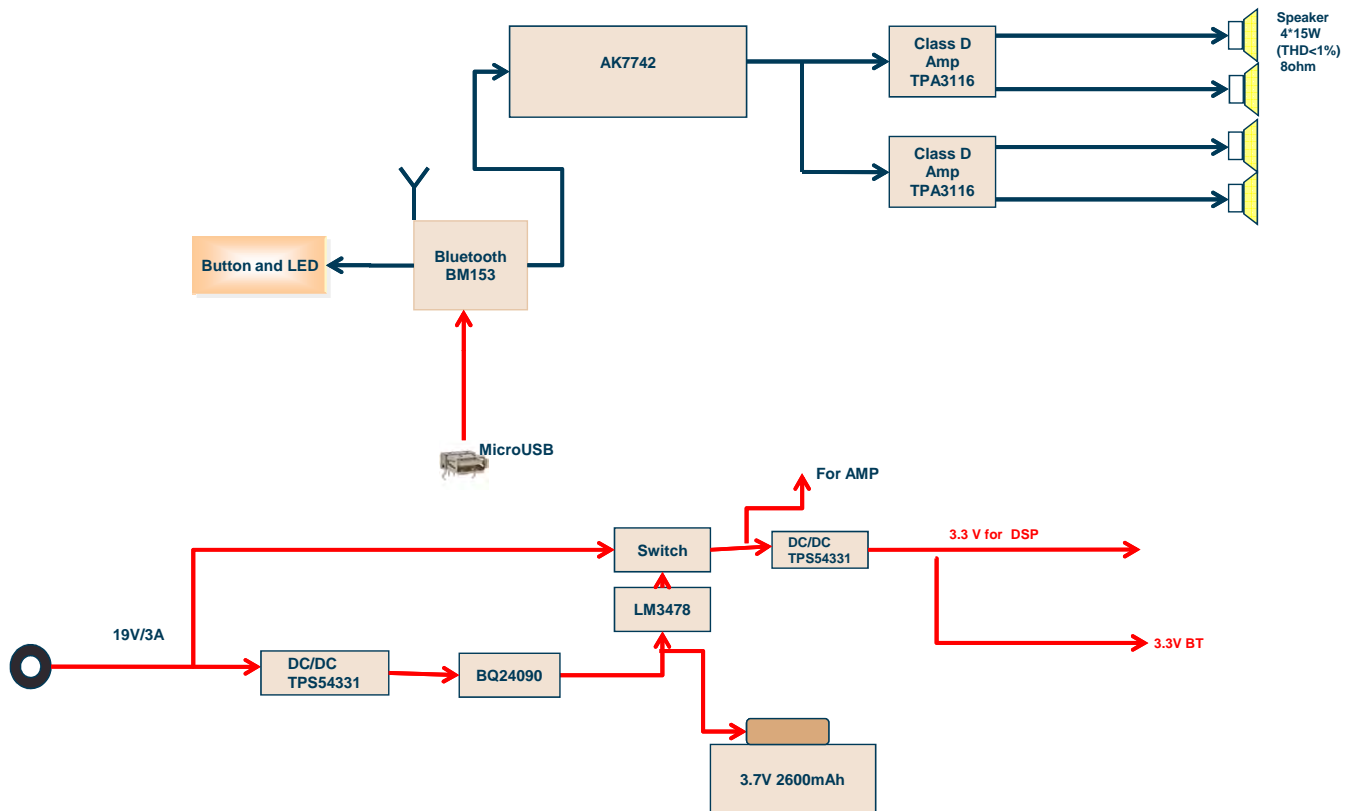 AK7742
Class D
Amp
TPA3116
Speaker
4*15W
(THD<1%)
8ohm
Class D
Amp
TPA3116
Button and LED
Bluetooth
BM153
MicroUSB
For AMP
Switch
DC/DC
TPS54331
3.3 V for DSP
LM3478
19V/3A
3.3V BT
DC/DC
TPS54331
BQ24090
3.7V 2600mAh